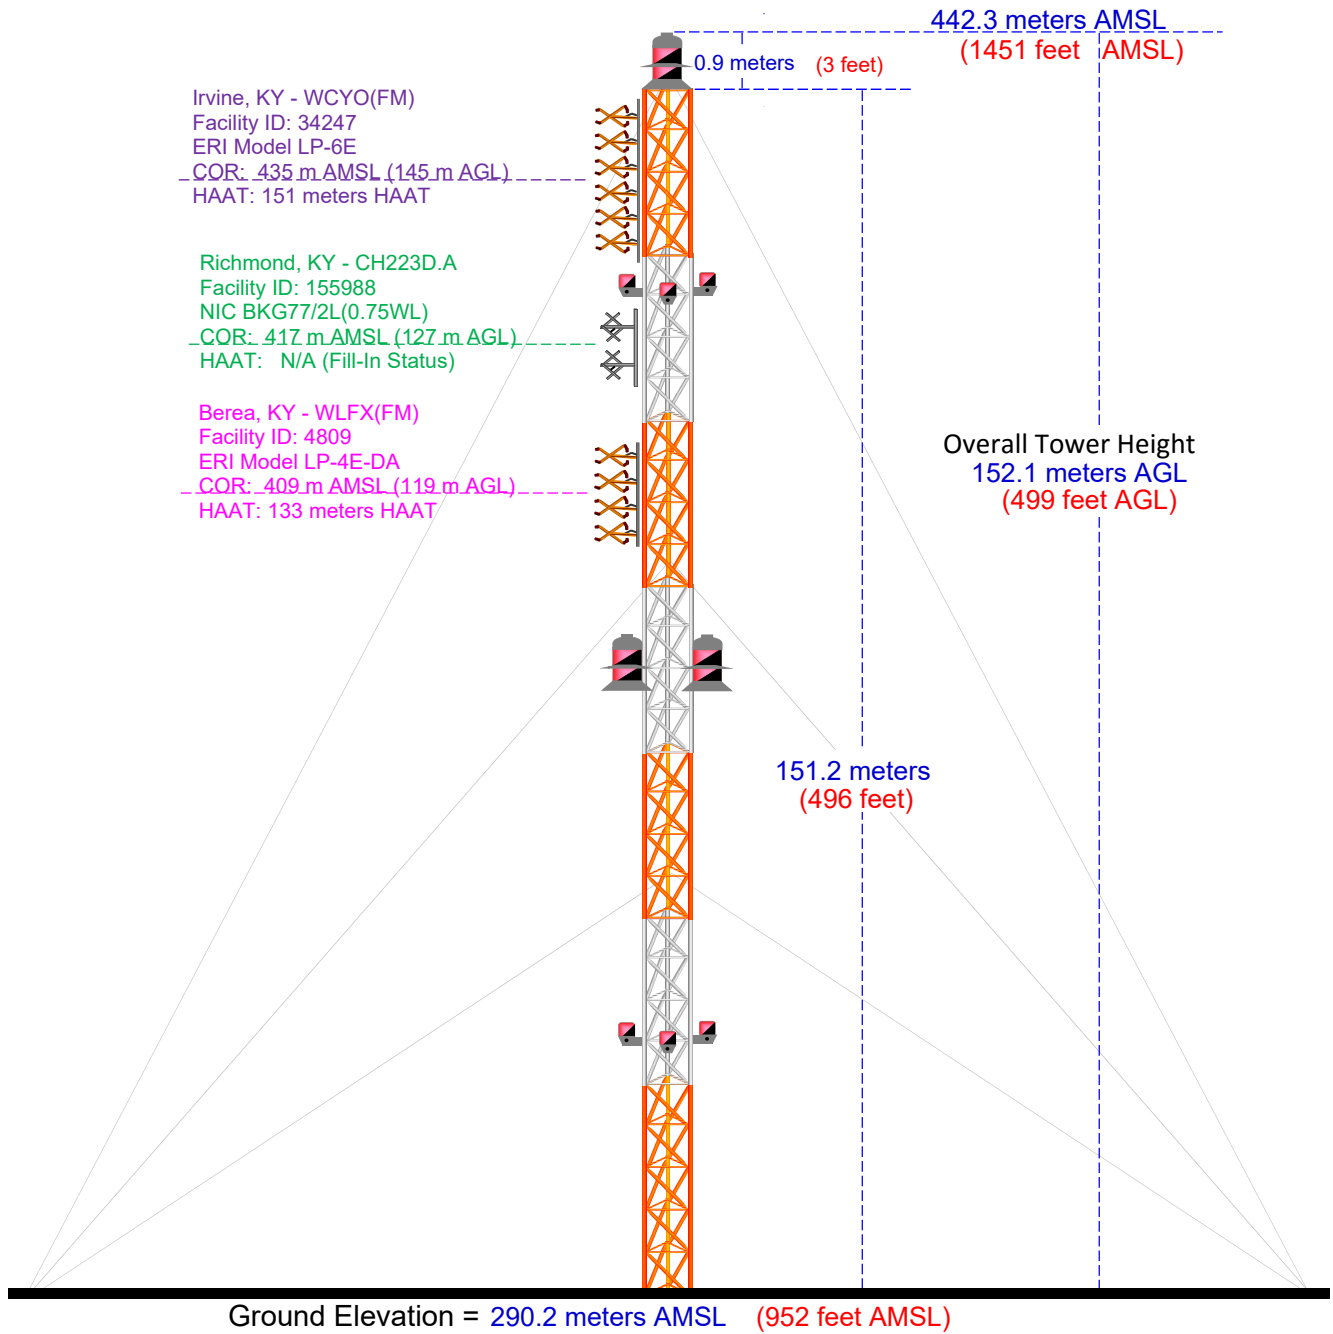 442.3 meters AMSL
(1451 feet AMSL)
0.9 meters (3 feet)
Irvine, KY - WCYO(FM)
Facility ID: 34247
ERI Model LP-6E
COR: 435 m AMSL (145 m AGL)
HAAT: 151 meters HAAT
Richmond, KY - CH223D.A
Facility ID: 155988
NIC BKG77/2L(0.75WL)
COR: 417 m AMSL (127 m AGL)
HAAT: N/A (Fill-In Status)
Berea, KY - WLFX(FM)
Facility ID: 4809
ERI Model LP-4E-DA
COR: 409 m AMSL (119 m AGL)
HAAT: 133 meters HAAT
Overall Tower Height
152.1 meters AGL
(499 feet AGL)
151.2 meters
(496 feet)
Ground Elevation = 290.2 meters AMSL (952 feet AMSL)